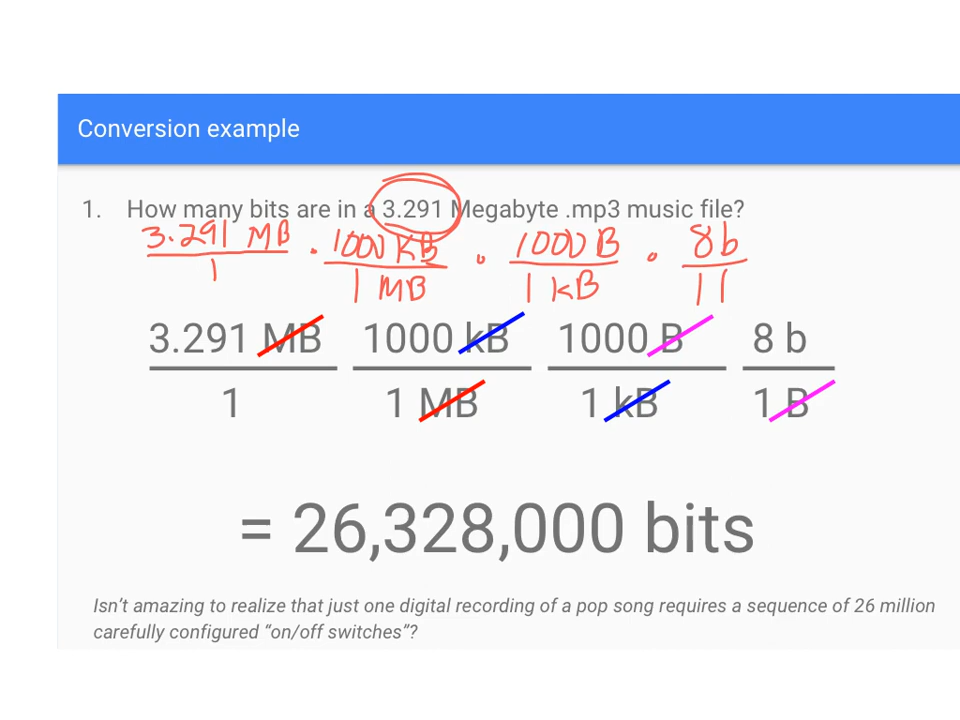 Conversion example
1. How many bits are in a 3.291 Megabyte .mp3 music file?
3.291 MB · 1000 KB · 1000 B · 8b
1 1 MB 1 kB 1
3.291 MB 1000 kB 1000 B 8 b
1 1 MB 1 kB 1 B
= 26,328,000 bits
Isn't amazing to realize that just one digital recording of a pop song requires a sequence of 26 million
carefully configured “on/off switches”?